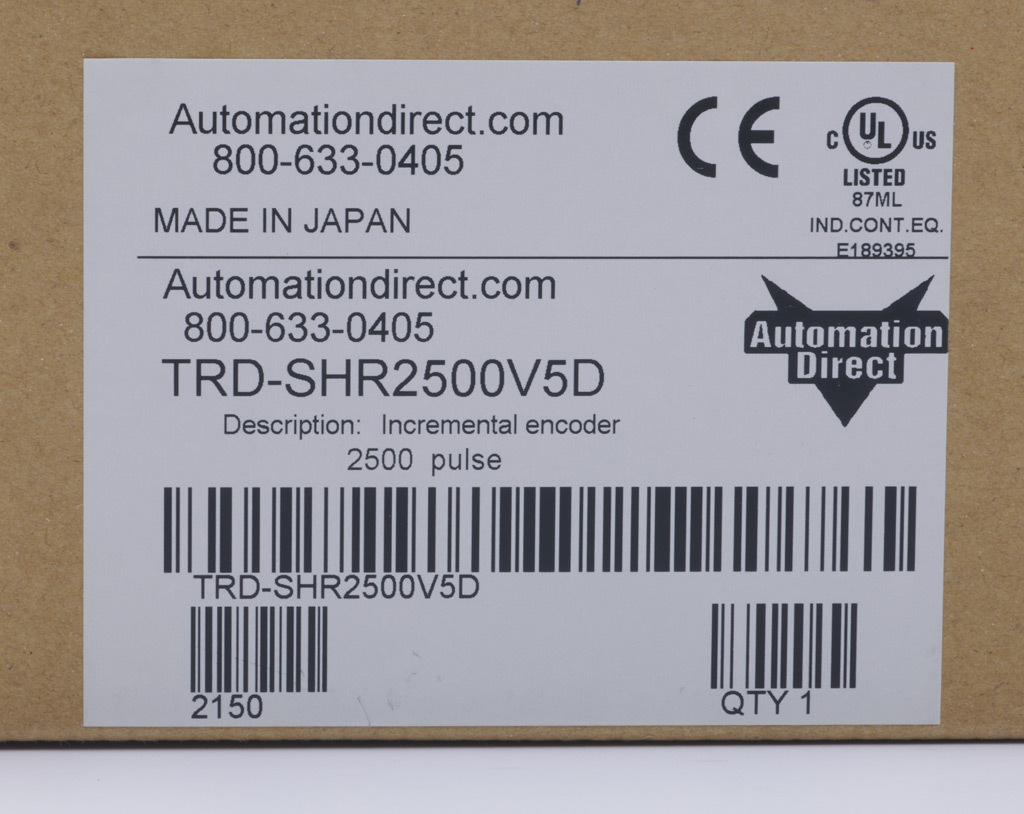 Automationdirect.com
800-633-0405
MADE IN JAPAN
CE
C UL US
LISTED
87ML
IND.CONT.EQ.
E189395
Automationdirect.com
800-633-0405
TRD-SHR2500V5D
Description: Incremental encoder
2500 pulse
Automation
Direct
TRD-SHR2500V5D
2150
QTY 1